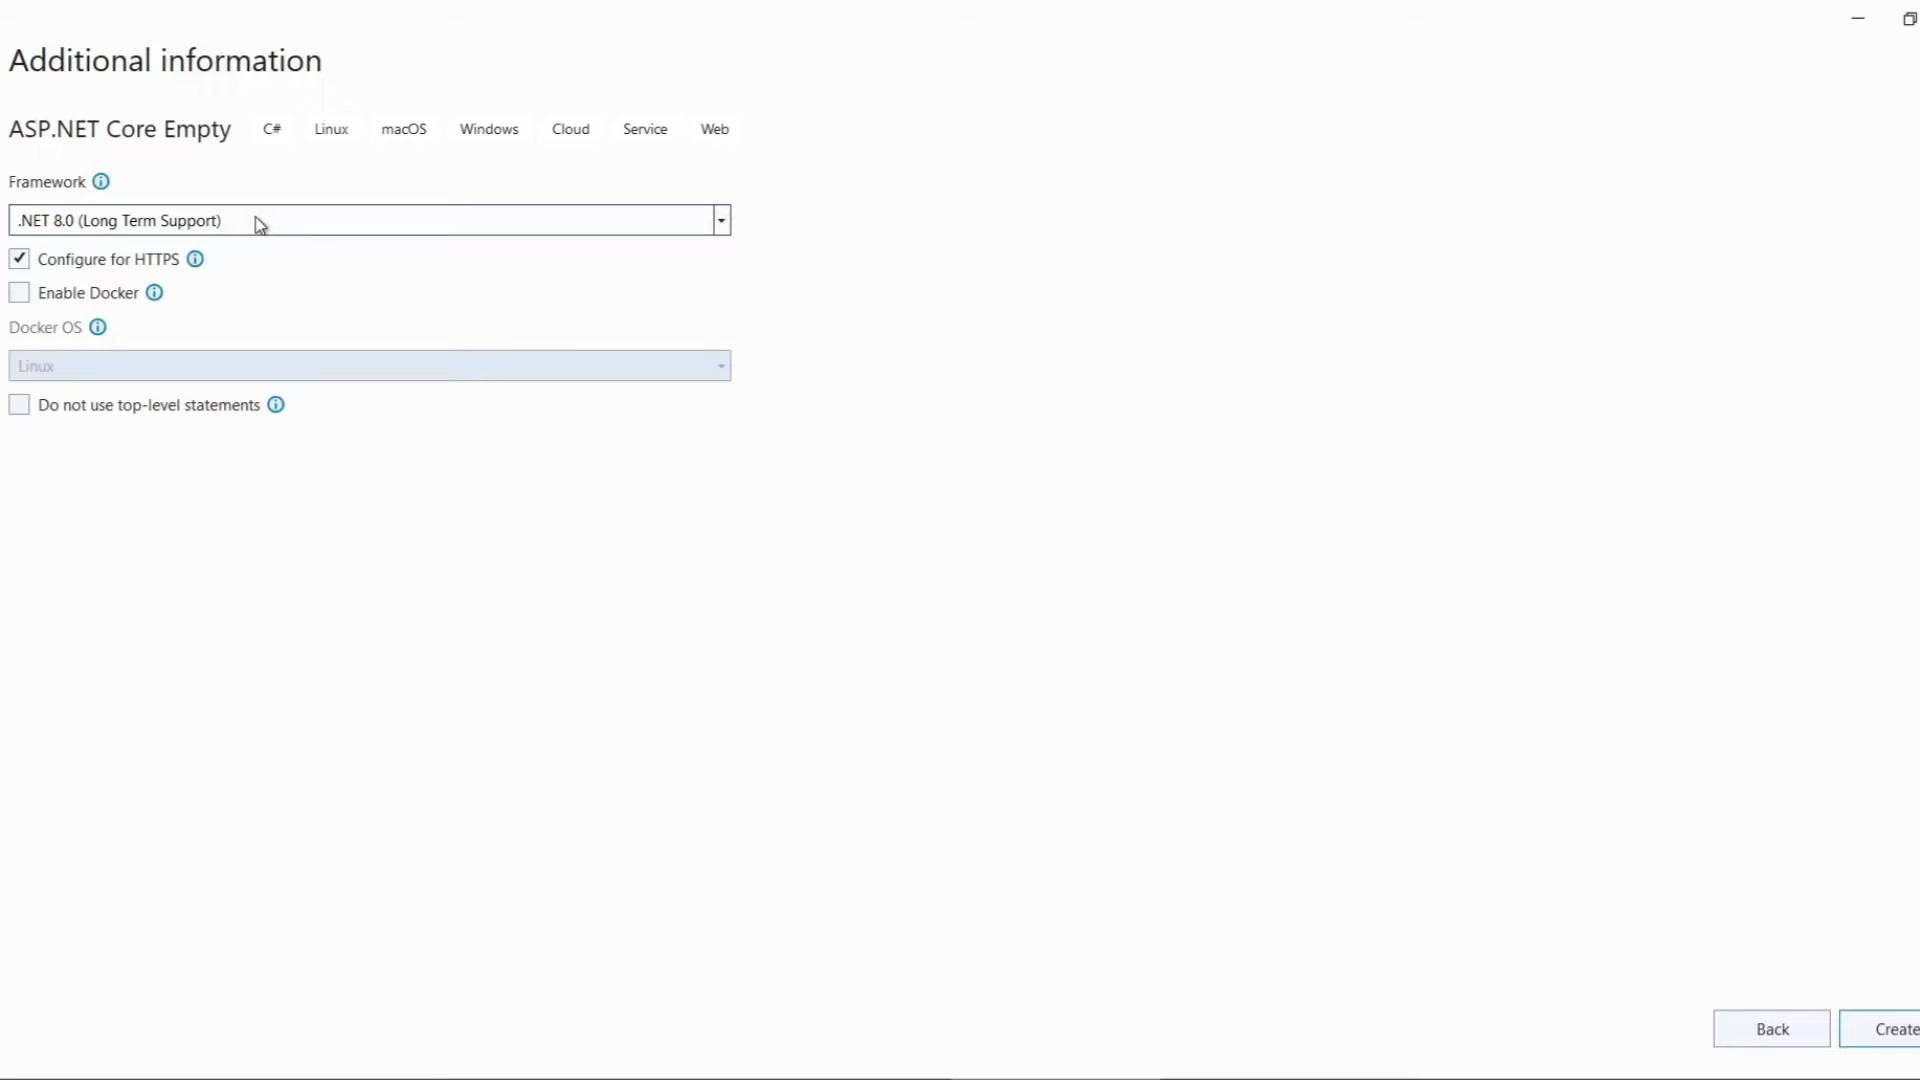 Additional information
ASP.NET Core Empty C# Linux macOS Windows Cloud Service Web
Framework
.NET 8.0 (Long Term Support)
Configure for HTTPS
Enable Docker
Docker OS
Linux
Do not use top-level statements
Back Create